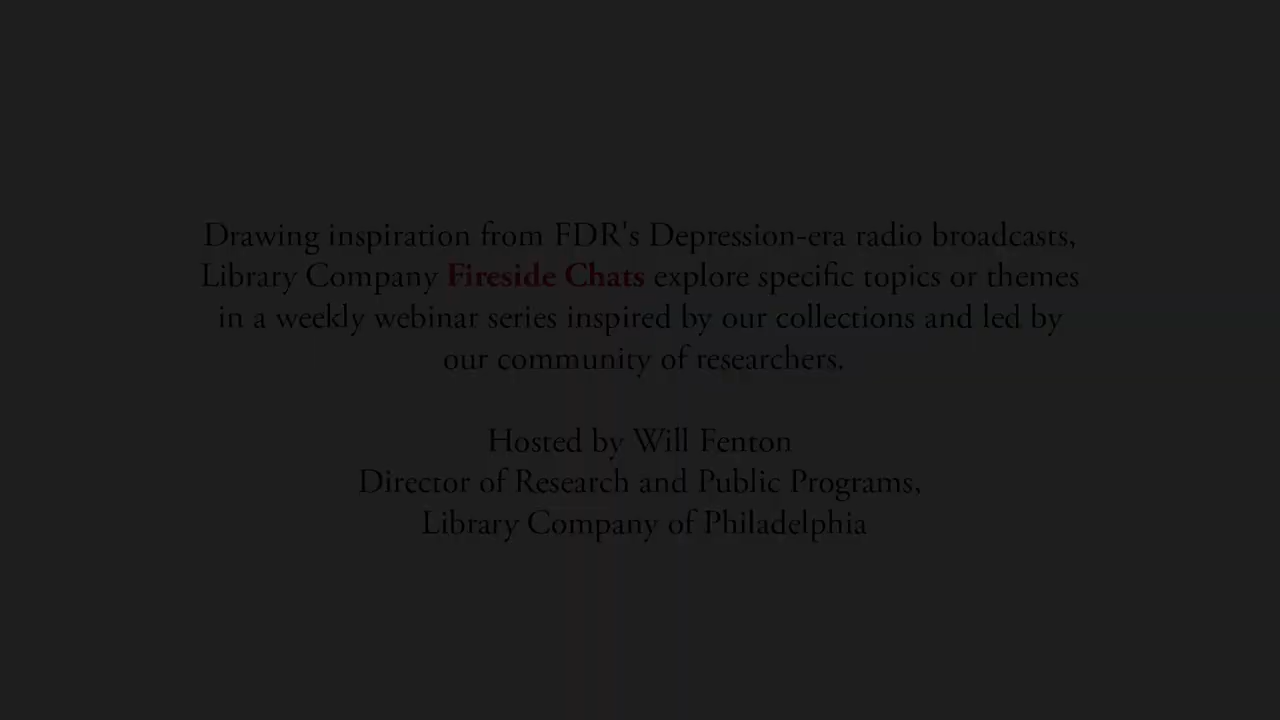 Drawing inspiration from FDR's Depression-era radio broadcasts,
Library Company Fireside Chats explore specific topics or themes
in a weekly webinar series inspired by our collections and led by
our community of researchers.
Hosted by Will Fenton
Director of Research and Public Programs,
Library Company of Philadelphia